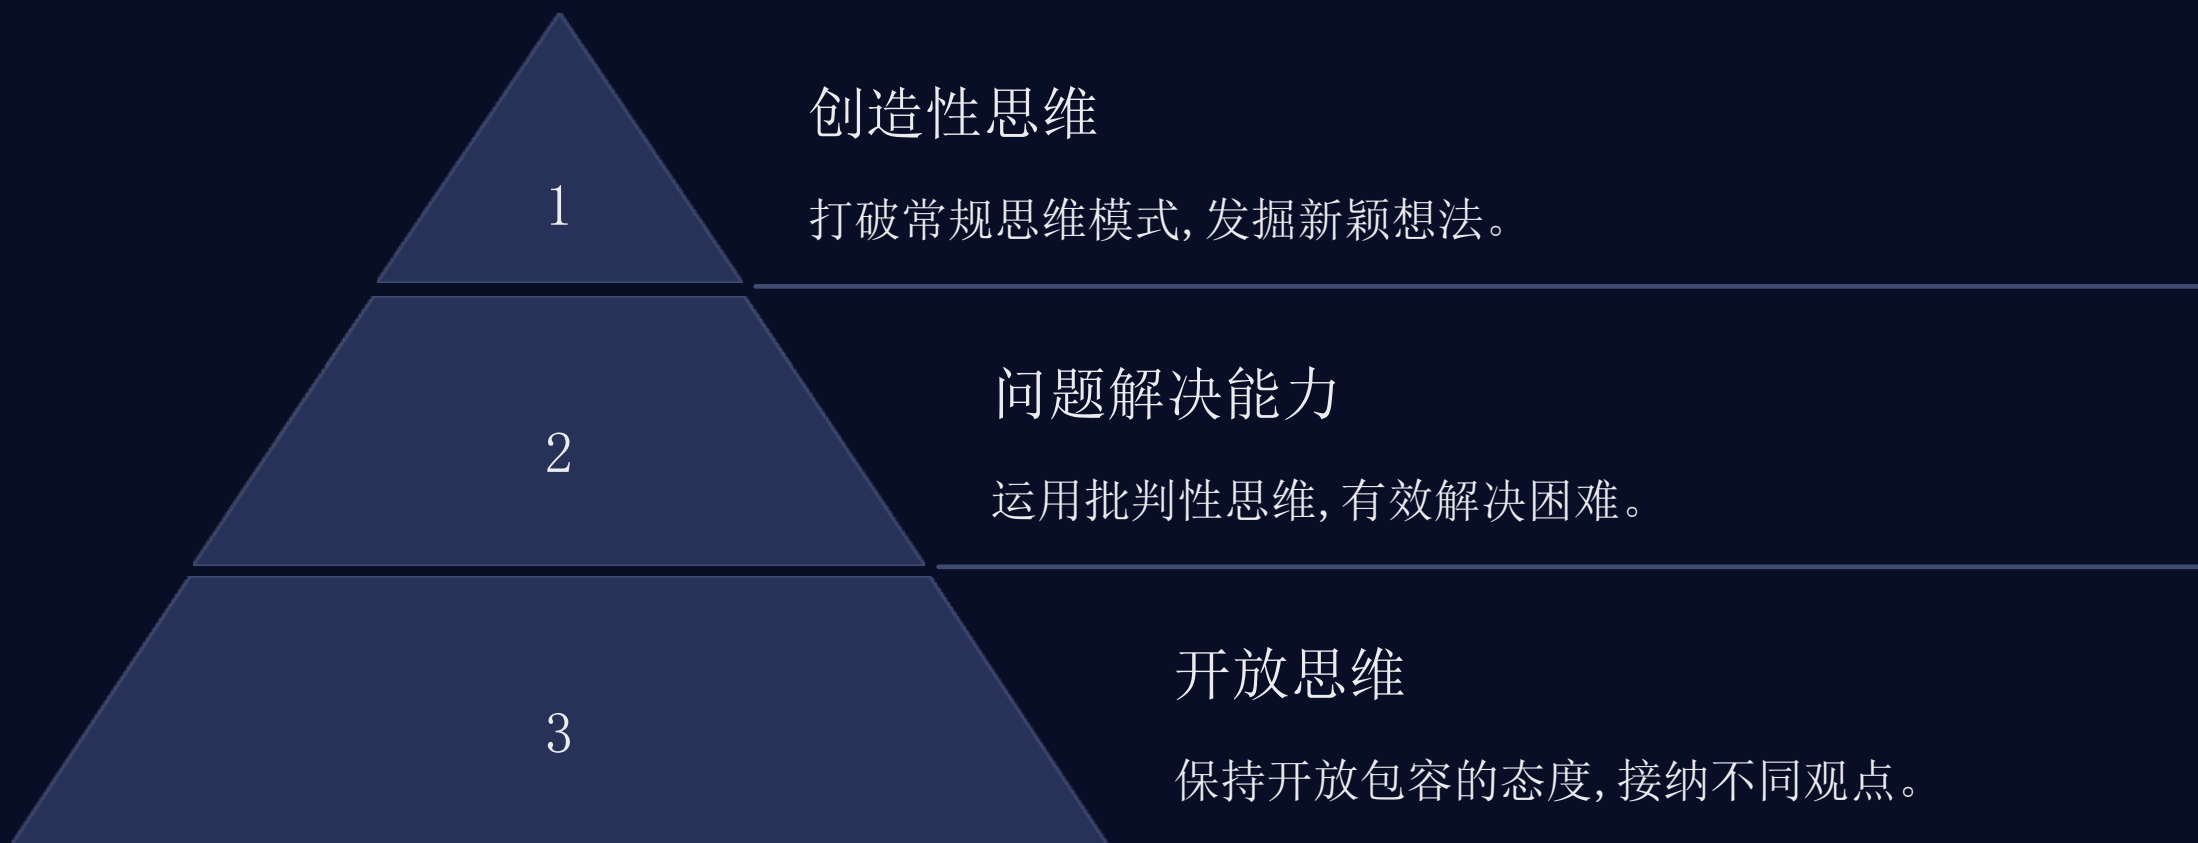 1
创造性思维
打破常规思维模式,发掘新颖想法。
2
问题解决能力
运用批判性思维,有效解决困难。
3
开放思维
保持开放包容的态度,接纳不同观点。